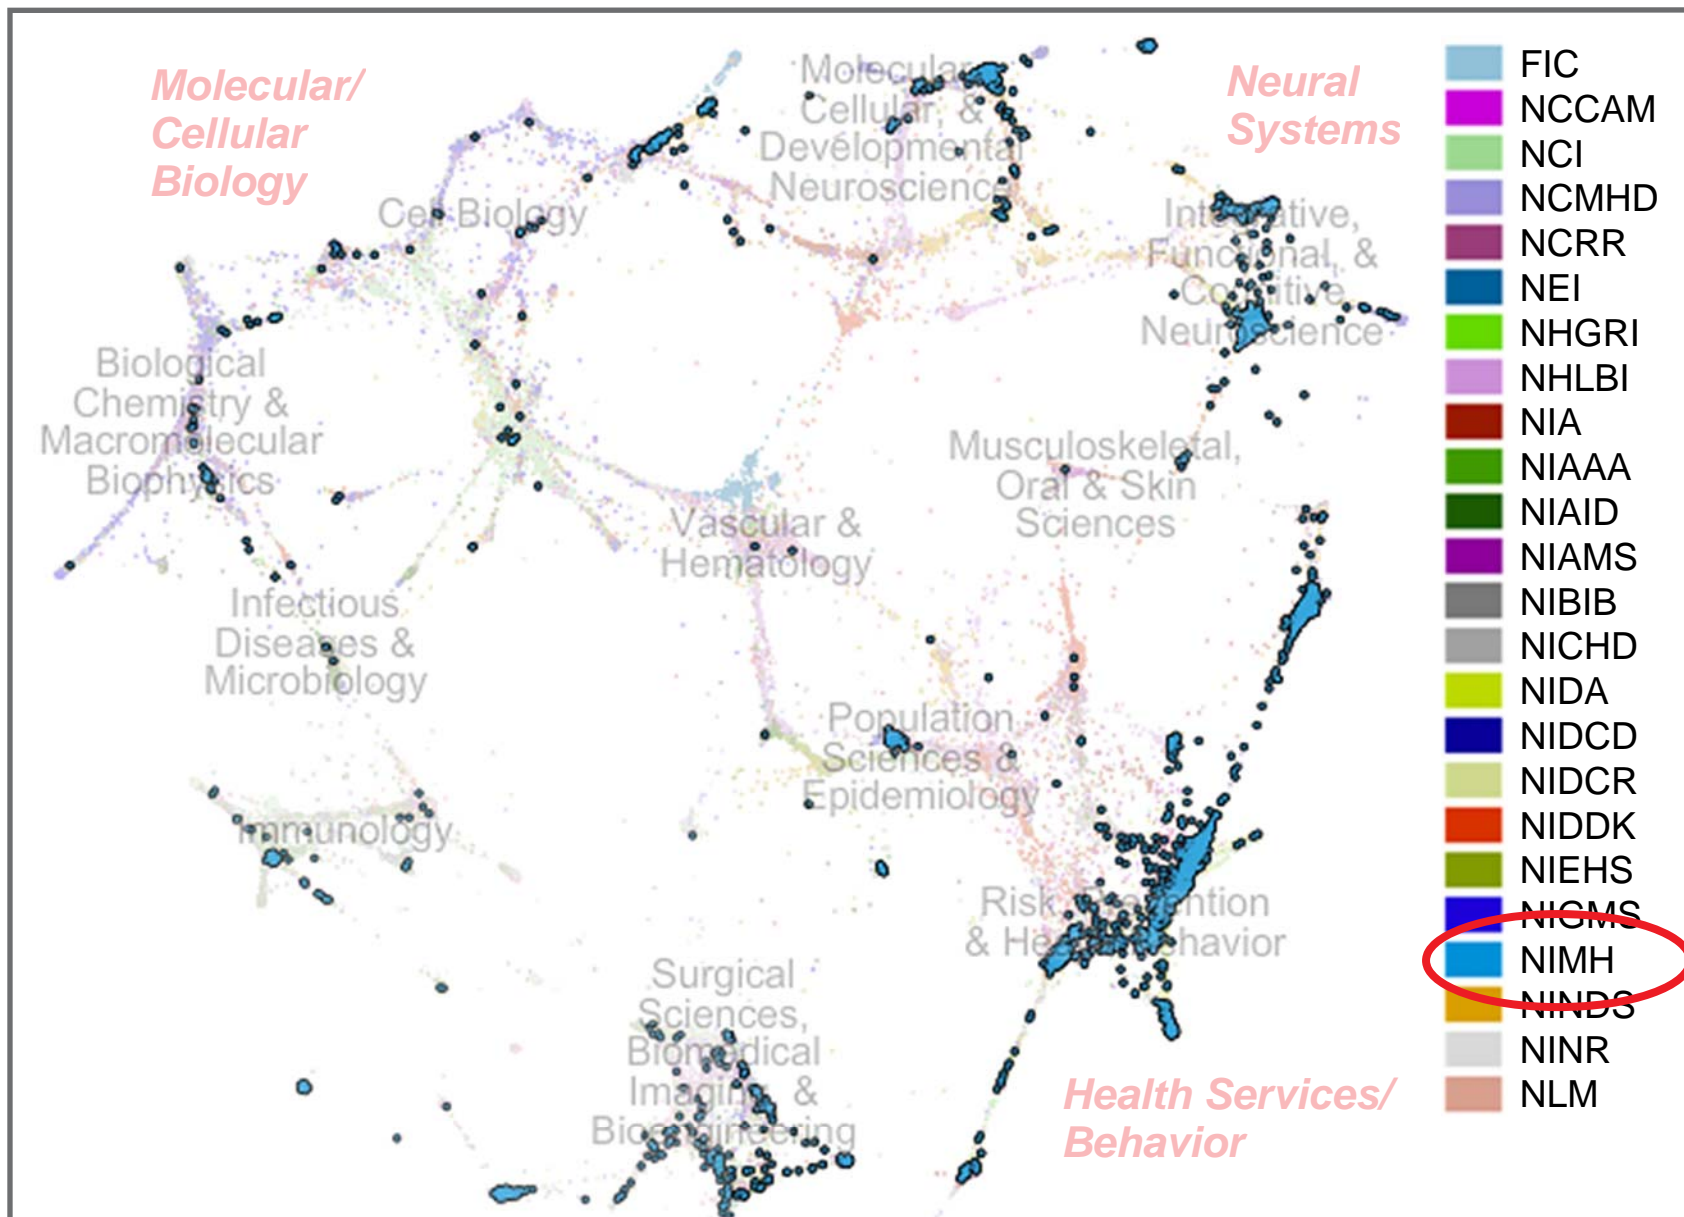 Molecular/
Cellular
Biology
Molecular,
Cellular, &
Developmental
Neuroscience
Neural
Systems
Cell Biology
Integrative,
Functional, &
Cognitive
Neuroscience
Biological
Chemistry &
Macromolecular
Biophysics
Musculoskeletal,
Oral & Skin
Sciences
Vascular &
Hematology
Infectious
Diseases &
Microbiology
Population
Sciences &
Epidemiology
Immunology
Risk, Prevention
& Health Behavior
Surgical
Sciences,
Biomedical
Imaging, &
Bioengineering
Health Services/
Behavior
FIC
NCCAM
NCI
NCMHD
NCRR
NEI
NHGRI
NHLBI
NIA
NIAAA
NIAID
NIAMS
NIBIB
NICHD
NIDA
NIDCD
NIDCR
NIDDK
NIEHS
NIGMS
NIMH
NINDS
NINR
NLM